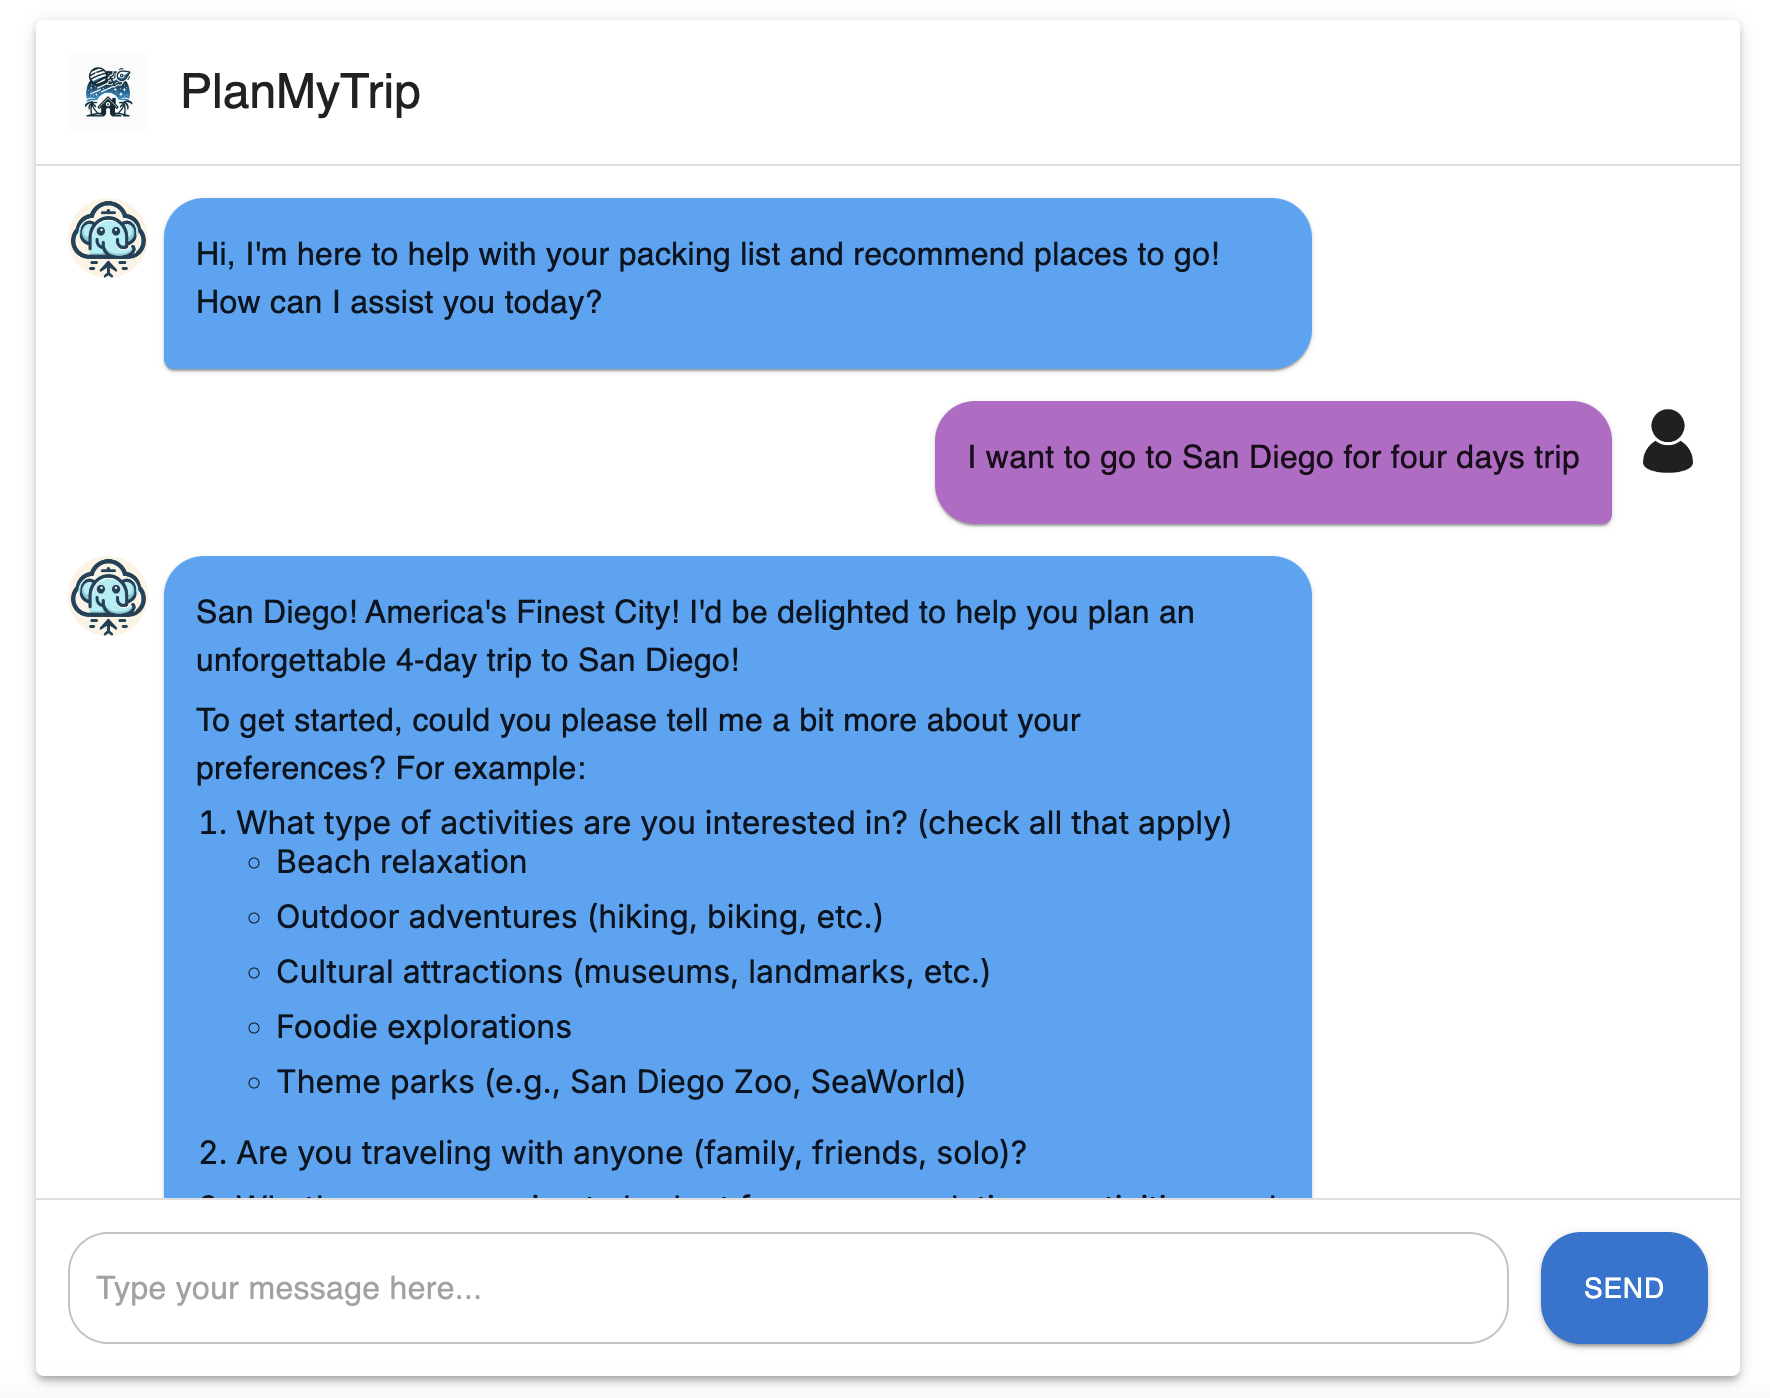 PlanMyTrip
Hi, I'm here to help with your packing list and recommend places to go!
How can I assist you today?
I want to go to San Diego for four days trip
San Diego! America's Finest City! I'd be delighted to help you plan an
unforgettable 4-day trip to San Diego!
To get started, could you please tell me a bit more about your
preferences? For example:
1. What type of activities are you interested in? (check all that apply)
◦ Beach relaxation
◦ Outdoor adventures (hiking, biking, etc.)
◦ Cultural attractions (museums, landmarks, etc.)
◦ Foodie explorations
◦ Theme parks (e.g., San Diego Zoo, SeaWorld)
2. Are you traveling with anyone (family, friends, solo)?
Type your message here...
SEND